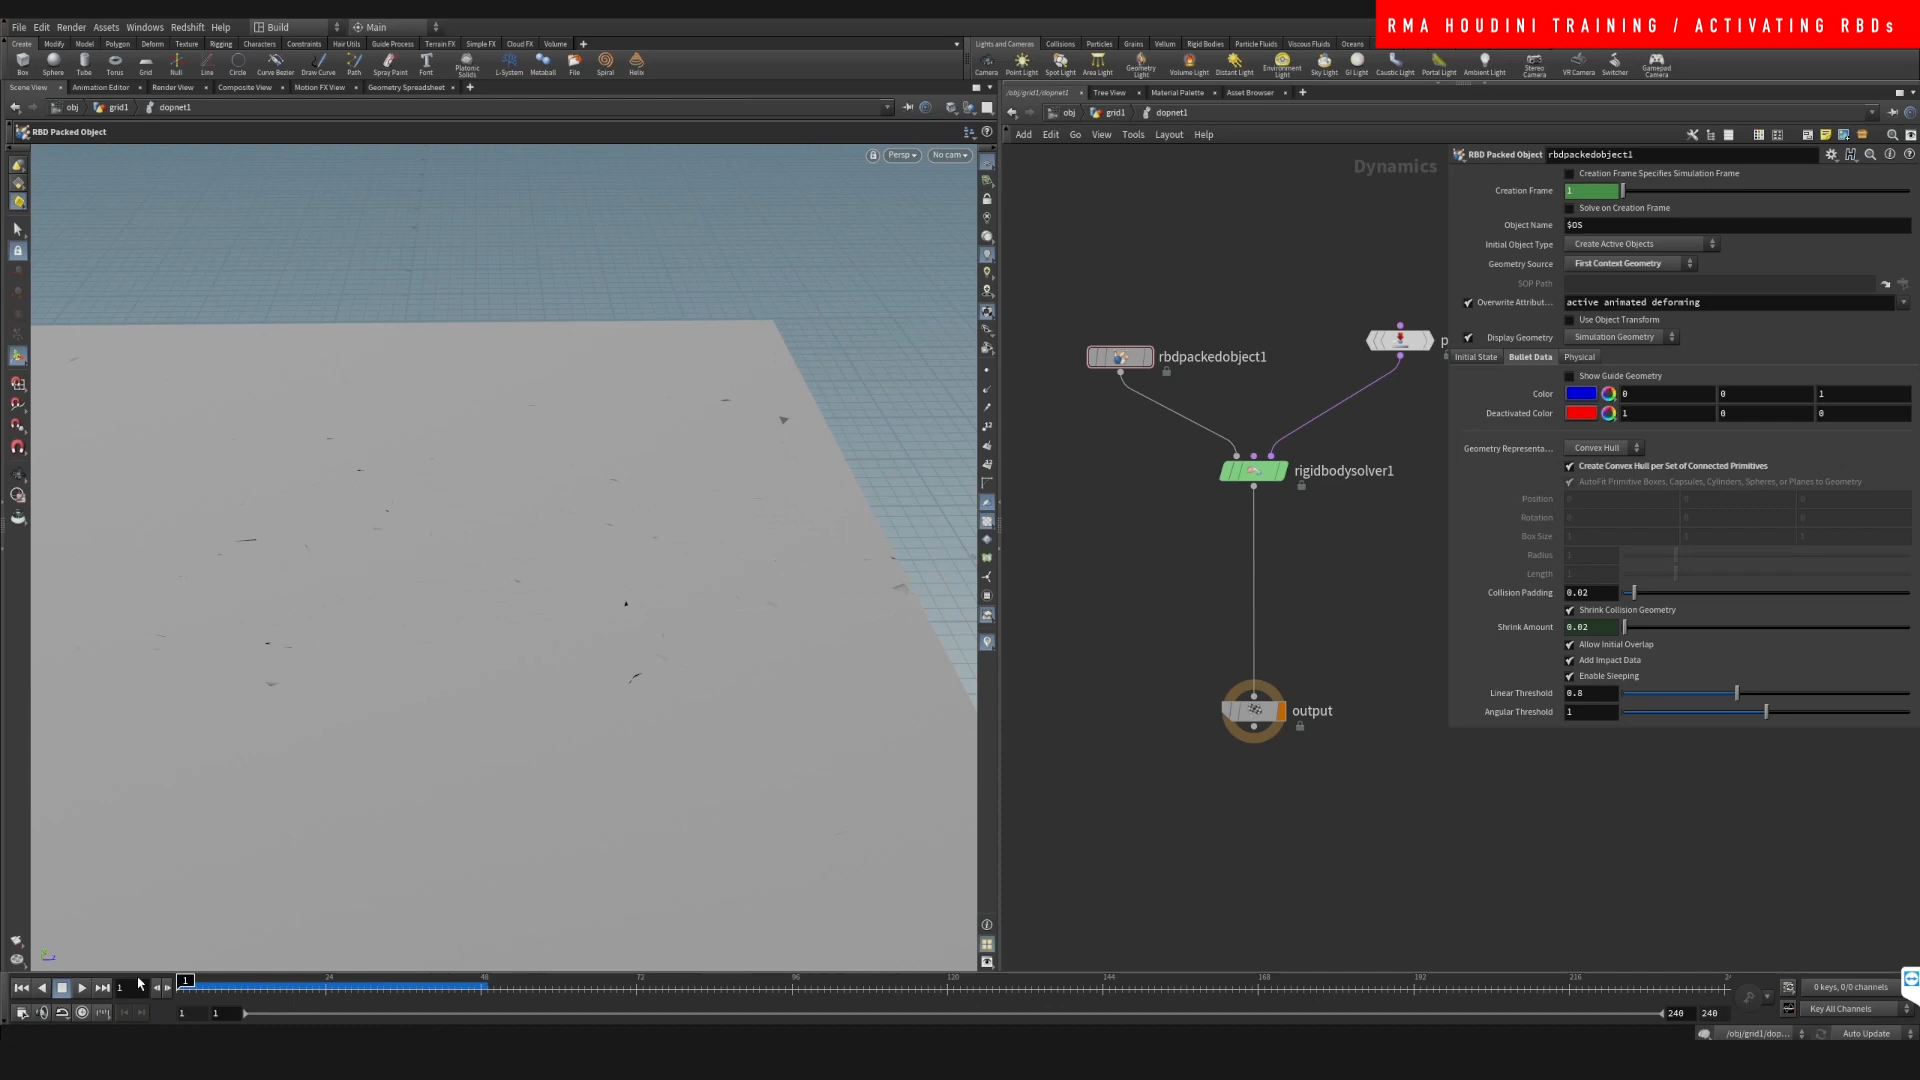 RMA HOUDINI TRAINING / ACTIVATING RBDs
File Edit Render Assets Windows Redshift Help Build Main
Create Modify Model Polygon Deform Texture Rigging Characters Constraints Hair Utils Guide Process Terrain FX Simple FX Cloud FX Volume
Lights and Cameras Collisions Particles Grains Vellum Rigid Bodies Particle Fluids Viscous Fluids Oceans
Box Sphere Tube Torus Grid Null Line Circle Curve Bezier Draw Curve Path Spray Paint Font Platonic Solids L-System Metaball File Spiral Helix
Camera Point Light Spot Light Area Light Geometry Light Volume Light Distant Light Environment Light Sky Light GI Light Caustic Light Portal Light Ambient Light Stereo Camera VR Camera Switcher Gamepad Camera
Scene View Animation Editor Render View Composite View Motion FX View Geometry Spreadsheet
/obj/grid1/dopnet1 Tree View Material Palette Asset Browser
obj grid1 dopnet1
obj grid1 dopnet1
RBD Packed Object
Add Edit Go View Tools Layout Help
Persp No cam
Dynamics
rbdpackedobject1
rigidbodysolver1
output
RBD Packed Object rbdpackedobject1
Creation Frame Specifies Simulation Frame
Creation Frame 1
Solve on Creation Frame
Object Name $OS
Initial Object Type Create Active Objects
Geometry Source First Context Geometry
SOP Path
Overwrite Attribut... active animated deforming
Use Object Transform
Display Geometry Simulation Geometry
Initial State Bullet Data Physical
Show Guide Geometry
Color 0 0 1
Deactivated Color 1 0 0
Geometry Representa... Convex Hull
Create Convex Hull per Set of Connected Primitives
AutoFit Primitive Boxes, Capsules, Cylinders, Spheres, or Planes to Geometry
Position 0 0 0
Rotation 0 0 0
Box Size 1 1 1
Radius 1
Length 1
Collision Padding 0.02
Shrink Collision Geometry
Shrink Amount 0.02
Allow Initial Overlap
Add Impact Data
Enable Sleeping
Linear Threshold 0.8
Angular Threshold 1
1 1 24 48 72 96 120 144 168 192 216
0 keys, 0/0 channels
1 1 240 240
Key All Channels
/obj/grid1/dop... Auto Update